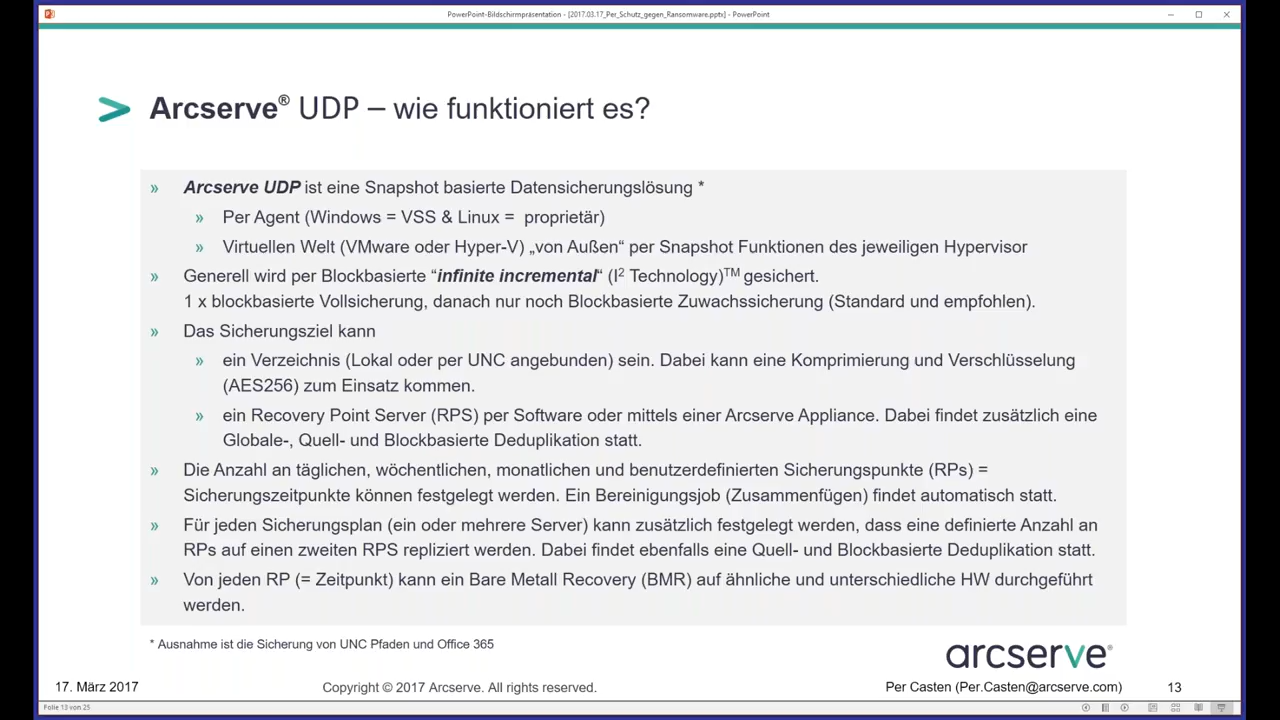 PowerPoint-Bildschirmpräsentation - [2017.03.17_Per_Schutz_gegen_Ransomware.pptx] - PowerPoint
Arcserve® UDP – wie funktioniert es?
» Arcserve UDP ist eine Snapshot basierte Datensicherungslösung *
» Per Agent (Windows = VSS & Linux = proprietär)
» Virtuellen Welt (VMware oder Hyper-V) „von Außen“ per Snapshot Funktionen des jeweiligen Hypervisor
» Generell wird per Blockbasierte “infinite incremental“ (I² Technology)™ gesichert.
1 x blockbasierte Vollsicherung, danach nur noch Blockbasierte Zuwachssicherung (Standard und empfohlen).
» Das Sicherungsziel kann
» ein Verzeichnis (Lokal oder per UNC angebunden) sein. Dabei kann eine Komprimierung und Verschlüsselung
(AES256) zum Einsatz kommen.
» ein Recovery Point Server (RPS) per Software oder mittels einer Arcserve Appliance. Dabei findet zusätzlich eine
Globale-, Quell- und Blockbasierte Deduplikation statt.
» Die Anzahl an täglichen, wöchentlichen, monatlichen und benutzerdefinierten Sicherungspunkte (RPs) =
Sicherungszeitpunkte können festgelegt werden. Ein Bereinigungsjob (Zusammenfügen) findet automatisch statt.
» Für jeden Sicherungsplan (ein oder mehrere Server) kann zusätzlich festgelegt werden, dass eine definierte Anzahl an
RPs auf einen zweiten RPS repliziert werden. Dabei findet ebenfalls eine Quell- und Blockbasierte Deduplikation statt.
» Von jeden RP (= Zeitpunkt) kann ein Bare Metall Recovery (BMR) auf ähnliche und unterschiedliche HW durchgeführt
werden.
* Ausnahme ist die Sicherung von UNC Pfaden und Office 365
arcserve®
17. März 2017
Copyright © 2017 Arcserve. All rights reserved.
Per Casten (Per.Casten@arcserve.com)
13
Folie 13 von 25